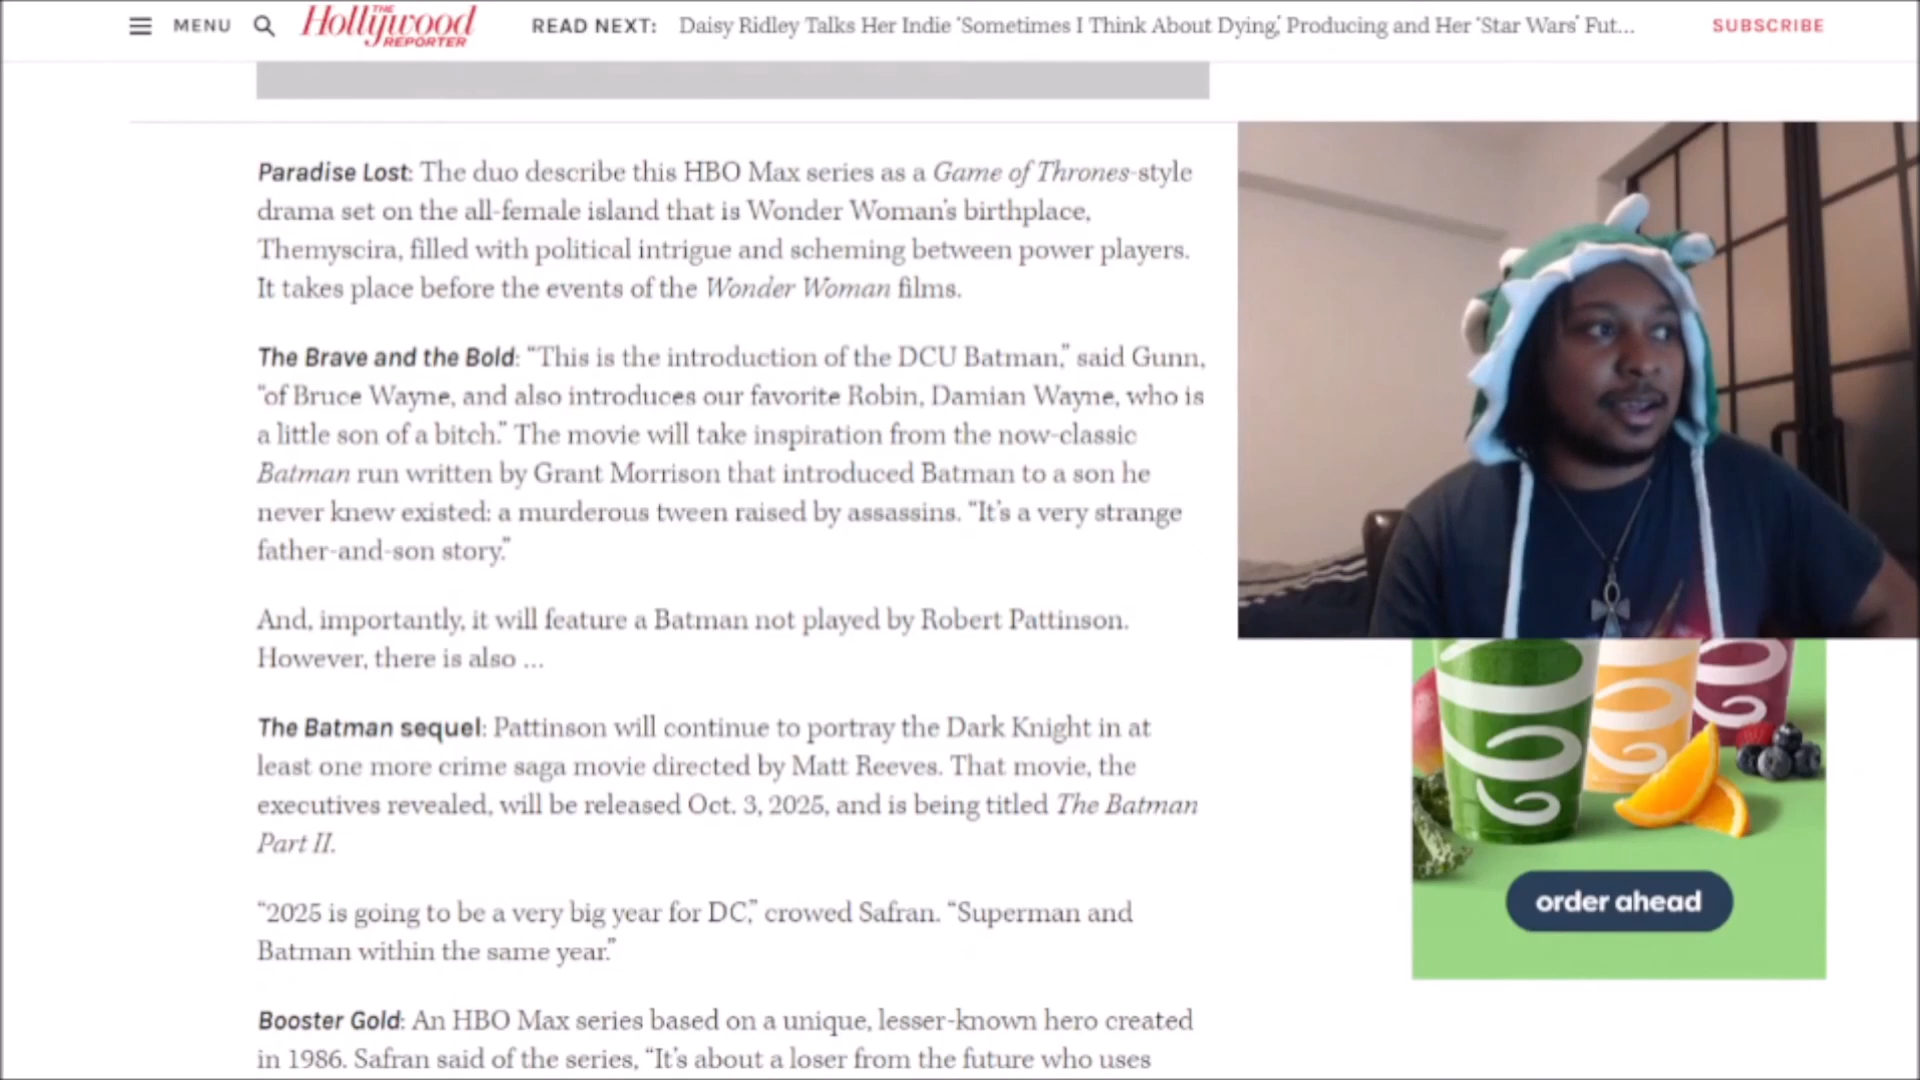 MENU
THE
Hollywood
REPORTER
READ NEXT: Daisy Ridley Talks Her Indie ‘Sometimes I Think About Dying,’ Producing and Her ‘Star Wars’ Fut...
SUBSCRIBE
Paradise Lost: The duo describe this HBO Max series as a Game of Thrones-style
drama set on the all-female island that is Wonder Woman’s birthplace,
Themyscira, filled with political intrigue and scheming between power players.
It takes place before the events of the Wonder Woman films.
The Brave and the Bold: “This is the introduction of the DCU Batman,” said Gunn,
“of Bruce Wayne, and also introduces our favorite Robin, Damian Wayne, who is
a little son of a bitch.” The movie will take inspiration from the now-classic
Batman run written by Grant Morrison that introduced Batman to a son he
never knew existed: a murderous tween raised by assassins. “It’s a very strange
father-and-son story.”
And, importantly, it will feature a Batman not played by Robert Pattinson.
However, there is also ...
The Batman sequel: Pattinson will continue to portray the Dark Knight in at
least one more crime saga movie directed by Matt Reeves. That movie, the
executives revealed, will be released Oct. 3, 2025, and is being titled The Batman
Part II.
“2025 is going to be a very big year for DC,” crowed Safran. “Superman and
Batman within the same year.”
Booster Gold: An HBO Max series based on a unique, lesser-known hero created
in 1986. Safran said of the series, “It’s about a loser from the future who uses
order ahead